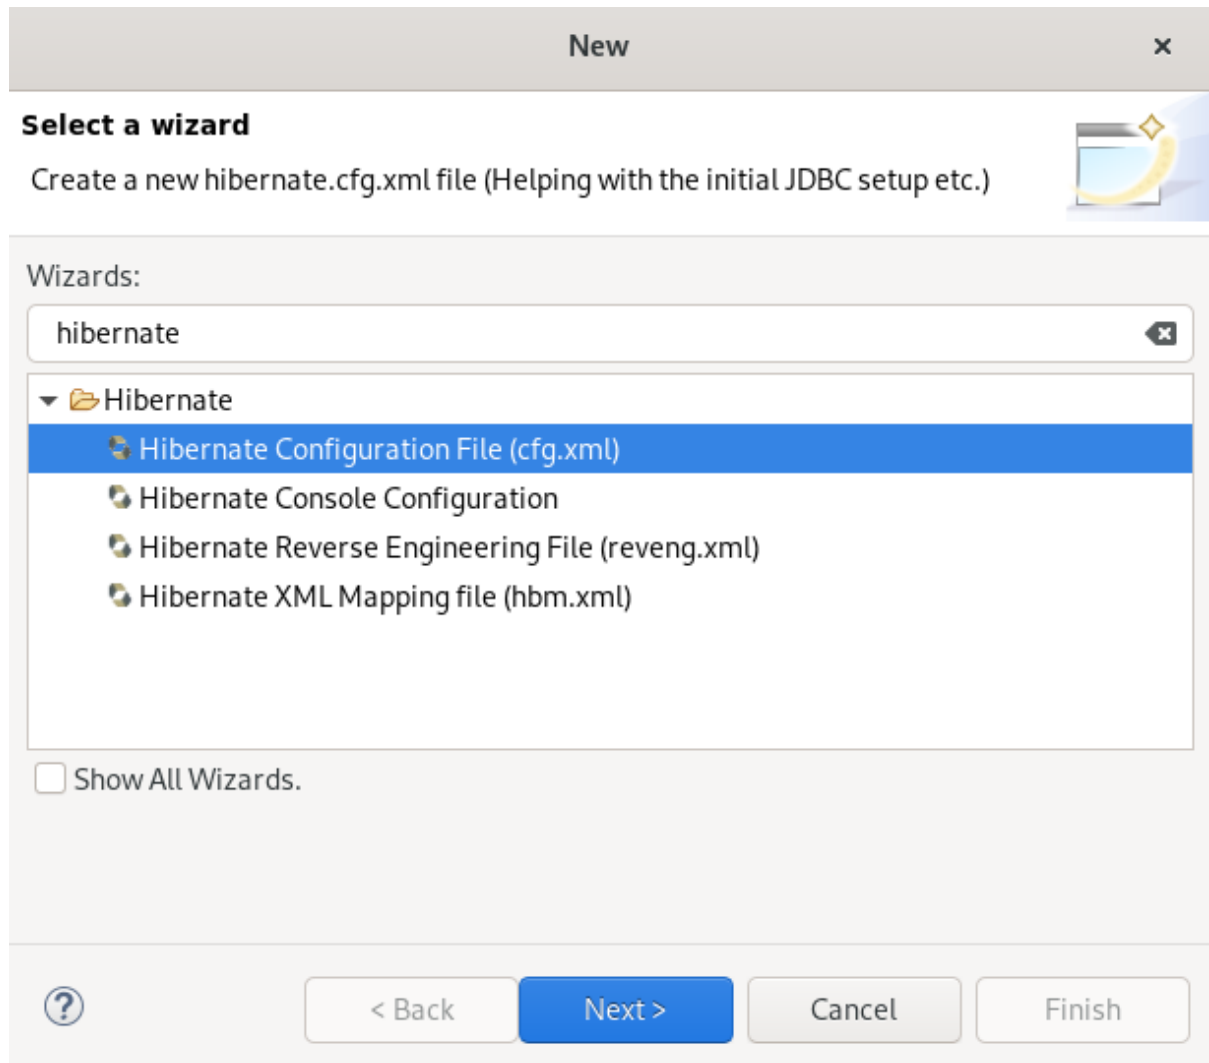 New
Select a wizard
Create a new hibernate.cfg.xml file (Helping with the initial JDBC setup etc.)
Wizards:
hibernate
Hibernate
Hibernate Configuration File (cfg.xml)
Hibernate Console Configuration
Hibernate Reverse Engineering File (reveng.xml)
Hibernate XML Mapping file (hbm.xml)
Show All Wizards.
? < Back Next > Cancel Finish